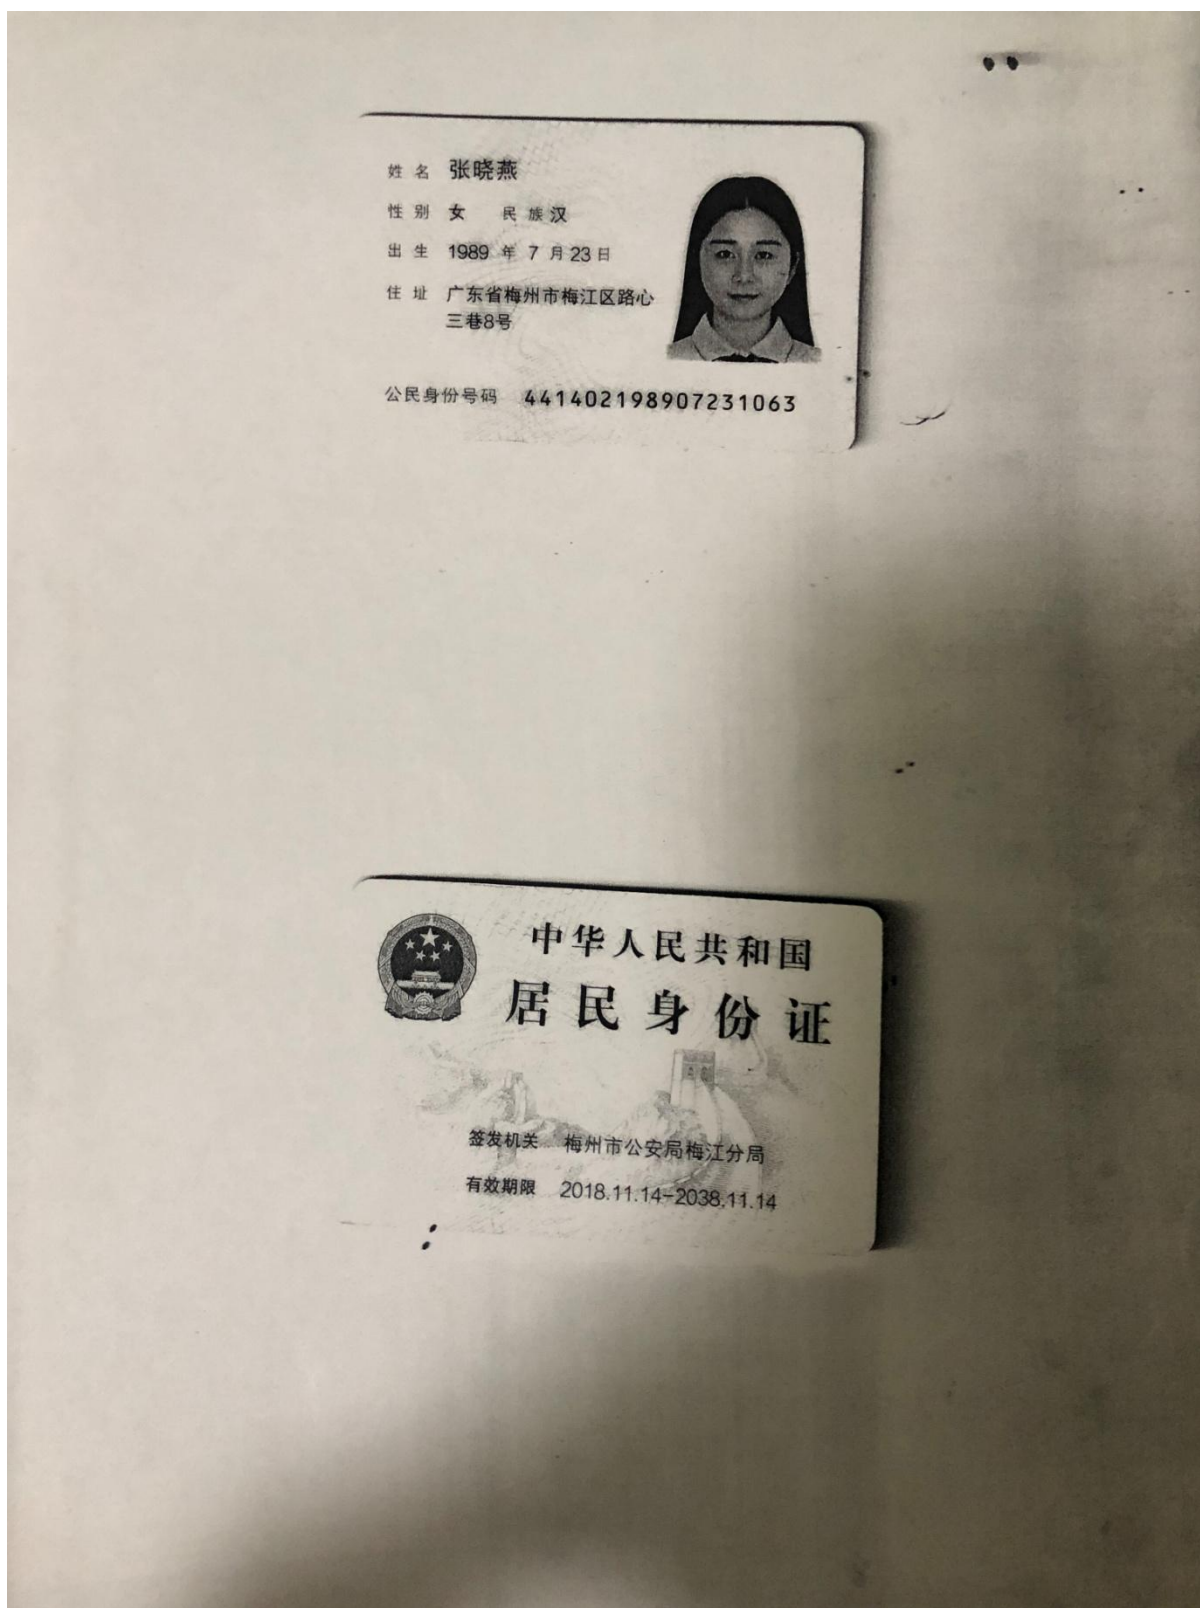 姓名 张晓燕
性别 女 民族 汉
出生 1989 年 7 月 23 日
住址 广东省梅州市梅江区路心
三巷8号
公民身份号码 441402198907231063
中华人民共和国
居民身份证
签发机关 梅州市公安局梅江分局
有效期限 2018.11.14-2038.11.14